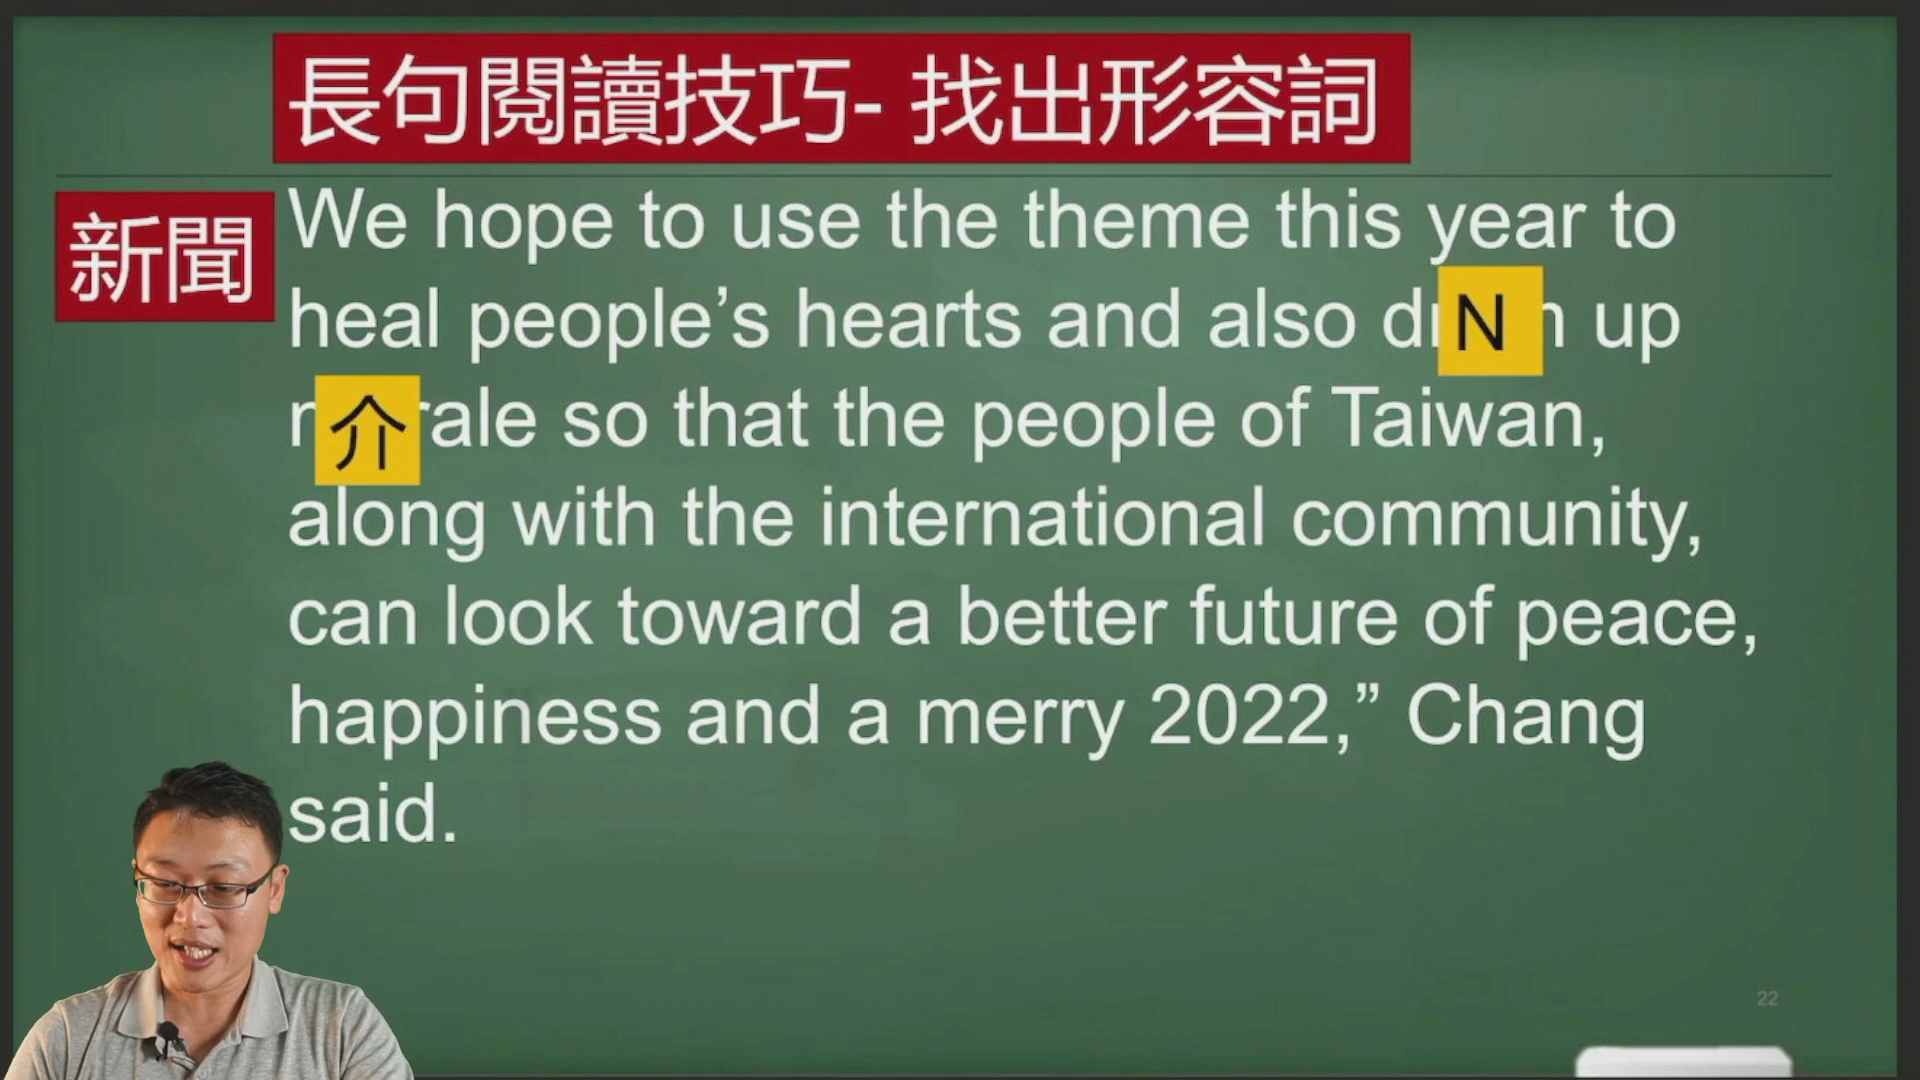 長句閱讀技巧- 找出形容詞
新聞
We hope to use the theme this year to
heal people’s hearts and also N up
介 so that the people of Taiwan,
along with the international community,
can look toward a better future of peace,
happiness and a merry 2022,” Chang
said.
22